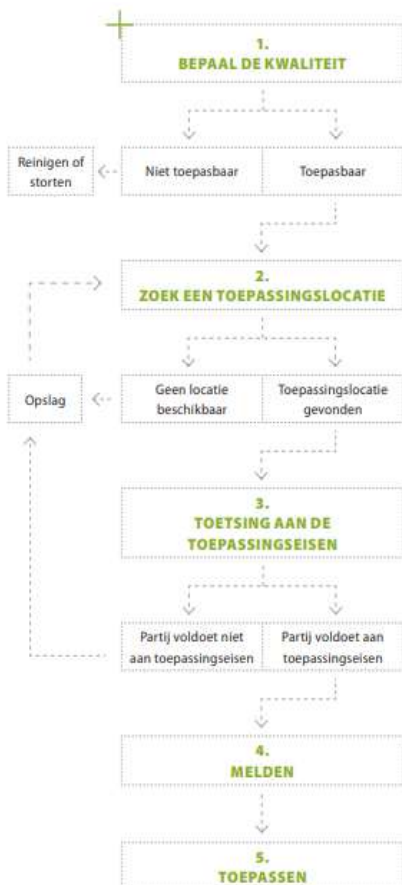 1.
BEPAAL DE KWALITEIT
Reinigen of
storten
Niet toepasbaar
Toepasbaar
2.
ZOEK EEN TOEPASSINGSLOCATIE
Opslag
Geen locatie
beschikbaar
Toepassingslocatie
gevonden
3.
TOETSING AAN DE
TOEPASSINGSEISEN
Partij voldoet niet
aan toepassingseisen
Partij voldoet aan
toepassingseisen
4.
MELDEN
5.
TOEPASSEN